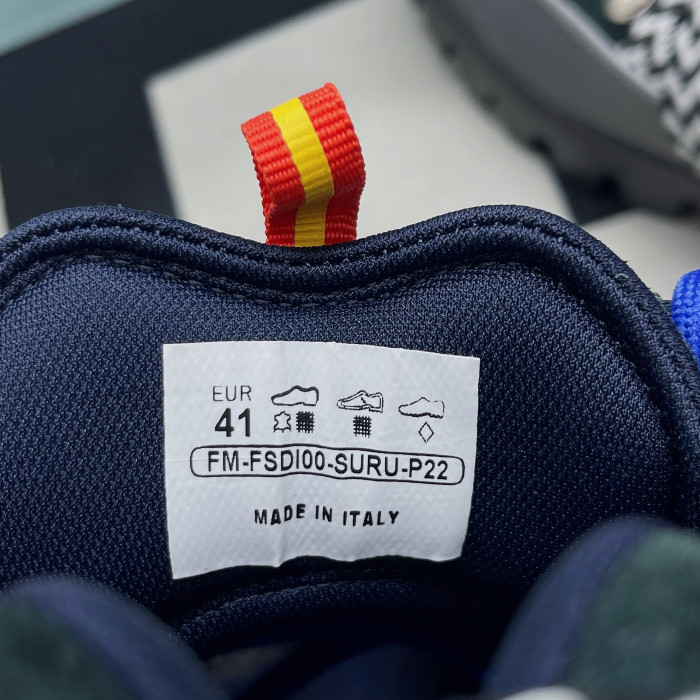 EUR
41
FM-FSDI00-SURU-P22
MADE IN ITALY